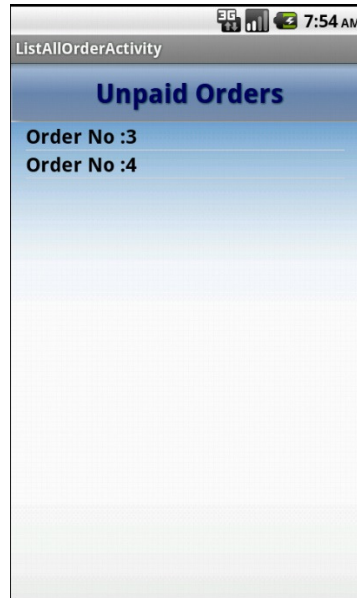 3G 7:54 AM
ListAllOrderActivity
Unpaid Orders
Order No :3
Order No :4